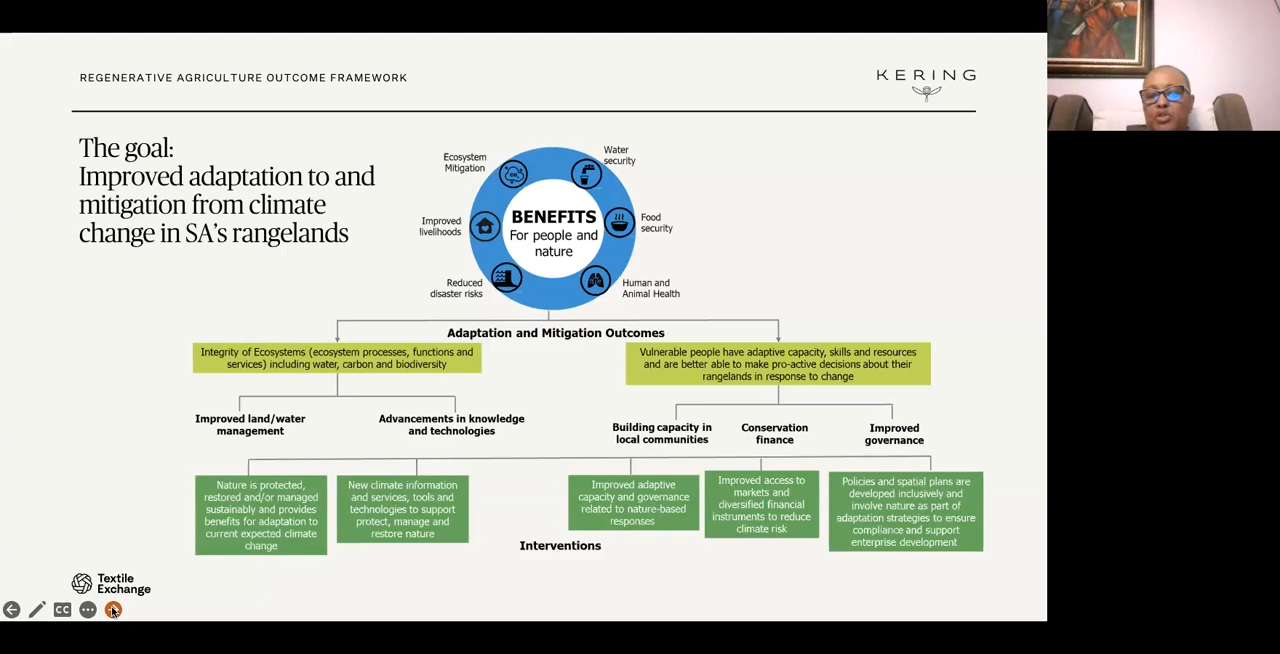 REGENERATIVE AGRICULTURE OUTCOME FRAMEWORK
KERING
The goal:
Improved adaptation to and
mitigation from climate
change in SA's rangelands
Ecosystem
Mitigation
Water
security
Improved
livelihoods
BENEFITS
For people and
nature
Food
security
Reduced
disaster risks
Human and
Animal Health
Adaptation and Mitigation Outcomes
Integrity of Ecosystems (ecosystem processes, functions and
services) including water, carbon and biodiversity
Vulnerable people have adaptive capacity, skills and resources
and are better able to make pro-active decisions about their
rangelands in response to change
Improved land/water
management
Advancements in knowledge
and technologies
Building capacity in
local communities
Conservation
finance
Improved
governance
Nature is protected,
restored and/or managed
sustainably and provides
benefits for adaptation to
current expected climate
change
New climate information
and services, tools and
technologies to support
protect, manage and
restore nature
Improved adaptive
capacity and governance
related to nature-based
responses
Improved access to
markets and
diversified financial
instruments to reduce
climate risk
Policies and spatial plans are
developed inclusively and
involve nature as part of
adaptation strategies to ensure
compliance and support
enterprise development
Interventions
Textile
Exchange
CC